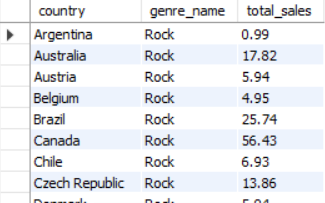 country genre_name total_sales
Argentina Rock 0.99
Australia Rock 17.82
Austria Rock 5.94
Belgium Rock 4.95
Brazil Rock 25.74
Canada Rock 56.43
Chile Rock 6.93
Czech Republic Rock 13.86